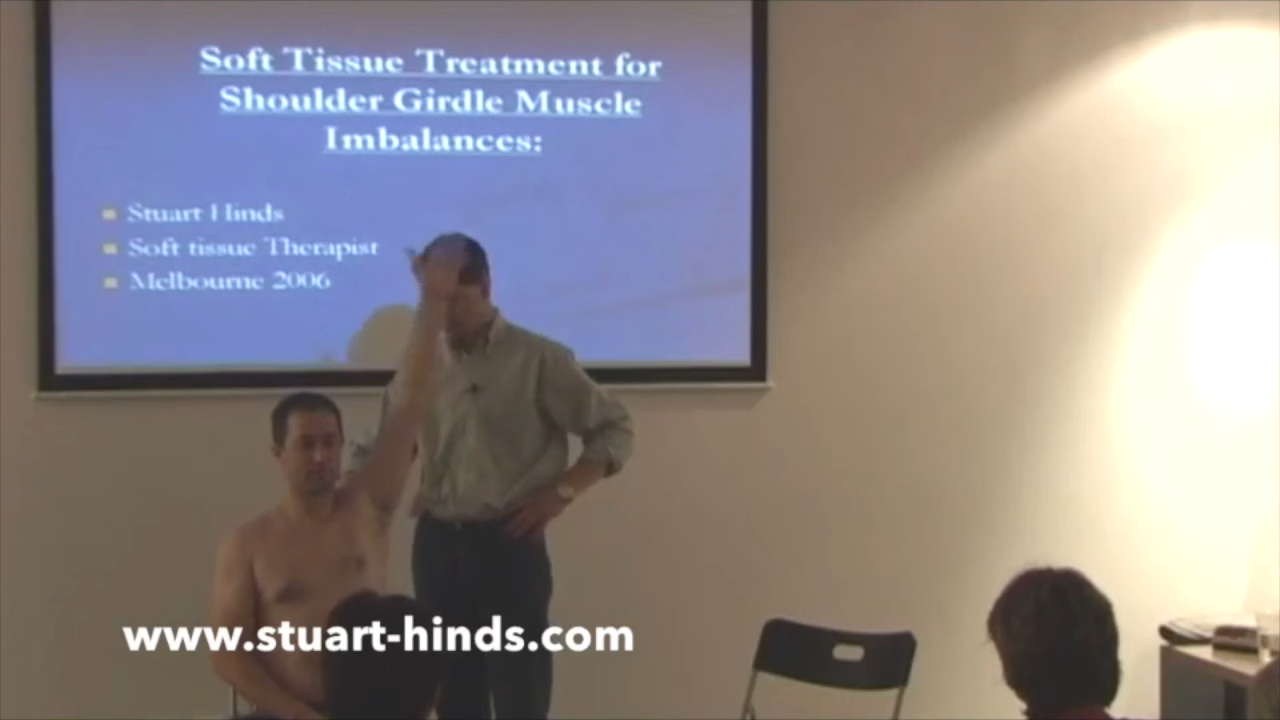 Soft Tissue Treatment for
Shoulder Girdle Muscle
Imbalances:
Stuart Hinds
Soft tissue Therapist
Melbourne 2006
www.stuart-hinds.com